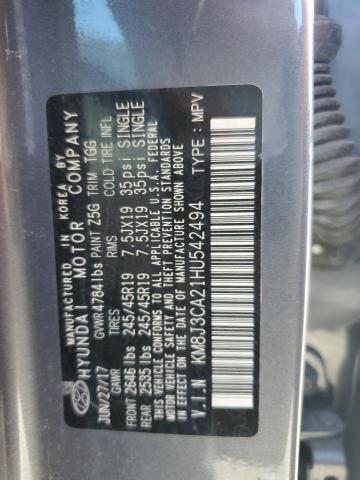 MANUFACTURED IN KOREA BY
HYUNDAI MOTOR COMPANY
JUN/27/17 GVWR 4784 lbs PAINT Z5G TRIM TGG
GAWR TIRES RIMS COLD TIRE INFL
FRONT 2646 lbs 245/45R19 7.5JX19 35psi SINGLE
REAR 2535 lbs 245/45R19 7.5JX19 35psi SINGLE
THIS VEHICLE CONFORMS TO ALL APPLICABLE U.S.A. FEDERAL
MOTOR VEHICLE SAFETY, BUMPER, AND
THEFT PREVENTION STANDARDS
IN EFFECT ON THE DATE OF MANUFACTURE SHOWN ABOVE
V.I.N : KM8J3CA21HU542494 TYPE : MPV